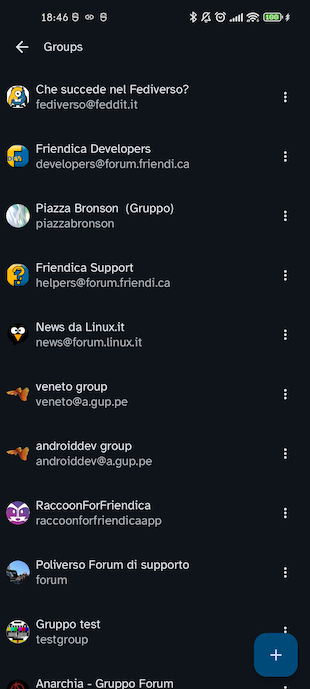 18:46
100
Groups
Che succede nel Fediverso?
fediverso@feddit.it
Friendica Developers
developers@forum.friendi.ca
Piazza Bronson (Gruppo)
piazzabronson
Friendica Support
helpers@forum.friendi.ca
News da Linux.it
news@forum.linux.it
veneto group
veneto@a.gup.pe
androiddev group
androiddev@a.gup.pe
RaccoonForFriendica
raccoonforfriendicaapp
Poliverso Forum di supporto
forum
Gruppo test
testgroup
Anarchia - Gruppo Forum